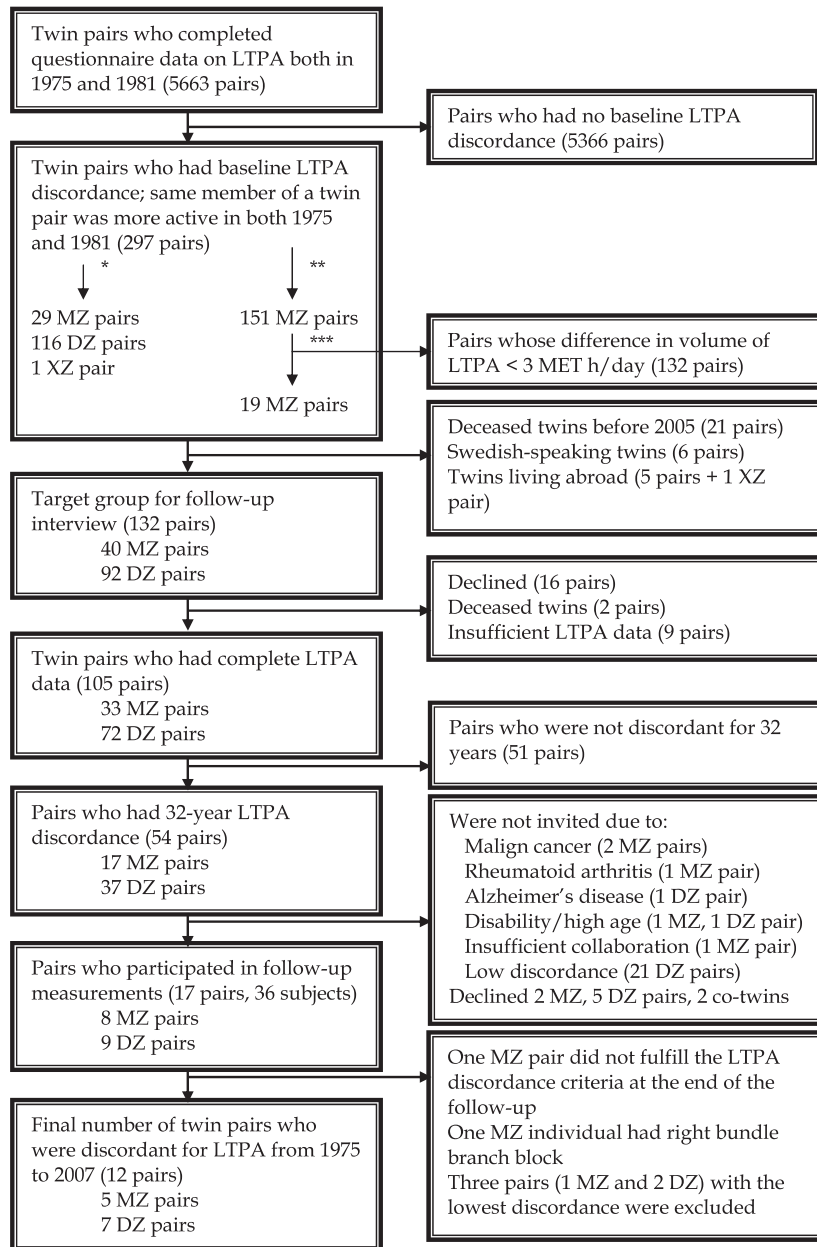 Twin pairs who completed
questionnaire data on LTPA both in
1975 and 1981 (5663 pairs)
Pairs who had no baseline LTPA
discordance (5366 pairs)
Twin pairs who had baseline LTPA
discordance; same member of a twin
pair was more active in both 1975
and 1981 (297 pairs)
* **
29 MZ pairs 151 MZ pairs
116 DZ pairs ***
1 XZ pair
19 MZ pairs
Pairs whose difference in volume of
LTPA < 3 MET h/day (132 pairs)
Deceased twins before 2005 (21 pairs)
Swedish-speaking twins (6 pairs)
Twins living abroad (5 pairs + 1 XZ
pair)
Target group for follow-up
interview (132 pairs)
40 MZ pairs
92 DZ pairs
Declined (16 pairs)
Deceased twins (2 pairs)
Insufficient LTPA data (9 pairs)
Twin pairs who had complete LTPA
data (105 pairs)
33 MZ pairs
72 DZ pairs
Pairs who were not discordant for 32
years (51 pairs)
Pairs who had 32-year LTPA
discordance (54 pairs)
17 MZ pairs
37 DZ pairs
Were not invited due to:
Malign cancer (2 MZ pairs)
Rheumatoid arthritis (1 MZ pair)
Alzheimer's disease (1 DZ pair)
Disability/high age (1 MZ, 1 DZ pair)
Insufficient collaboration (1 MZ pair)
Low discordance (21 DZ pairs)
Declined 2 MZ, 5 DZ pairs, 2 co-twins
Pairs who participated in follow-up
measurements (17 pairs, 36 subjects)
8 MZ pairs
9 DZ pairs
One MZ pair did not fulfill the LTPA
discordance criteria at the end of the
follow-up
One MZ individual had right bundle
branch block
Three pairs (1 MZ and 2 DZ) with the
lowest discordance were excluded
Final number of twin pairs who
were discordant for LTPA from 1975
to 2007 (12 pairs)
5 MZ pairs
7 DZ pairs